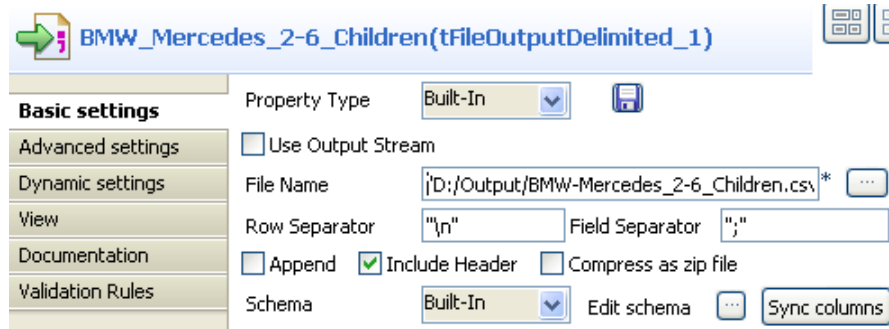 BMW_Mercedes_2-6_Children(tFileOutputDelimited_1)
Basic settings
Advanced settings
Dynamic settings
View
Documentation
Validation Rules
Property Type Built-In
Use Output Stream
File Name "D:/Output/BMW-Mercedes_2-6_Children.csv * ...
Row Separator "\n" Field Separator ";"
Append Include Header Compress as zip file
Schema Built-In Edit schema ... Sync columns